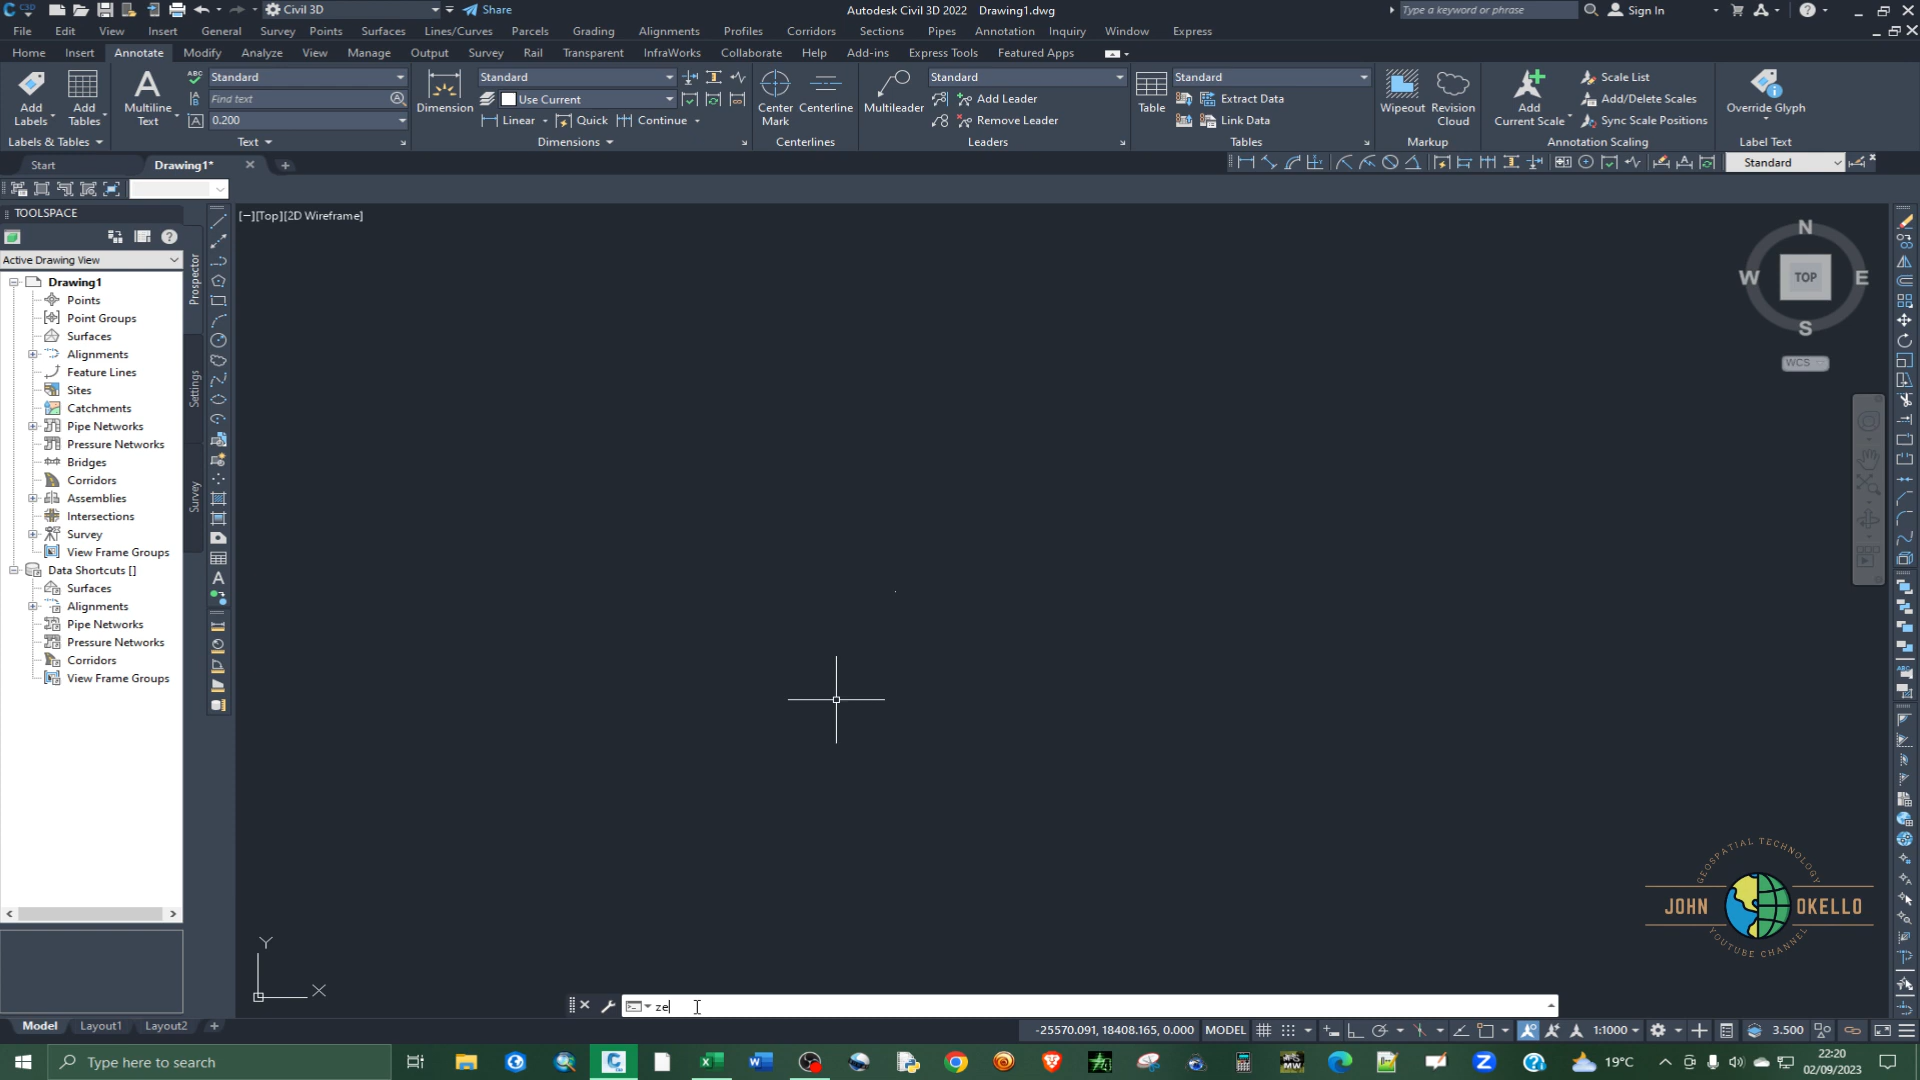 Civil 3D
Share
Autodesk Civil 3D 2022 Drawing1.dwg
Type a keyword or phrase
Sign In
File Edit View Insert General Survey Points Surfaces Lines/Curves Parcels Grading Alignments Profiles Corridors Sections Pipes Annotation Inquiry Window Express
Home Insert Annotate Modify Analyze View Manage Output Survey Rail Transparent InfraWorks Collaborate Help Add-ins Express Tools Featured Apps
Standard Standard Standard Standard Scale List
Find text Use Current Add Leader Extract Data Add/Delete Scales
Add Labels Add Tables Multiline Text Dimension Center Mark Centerline Multileader Table Wipeout Revision Cloud Add Current Scale Override Glyph
0.200 Linear Quick Continue Remove Leader Link Data Sync Scale Positions
Labels & Tables Text Dimensions Centerlines Leaders Tables Markup Annotation Scaling Label Text
Start Drawing1*
Standard
TOOLSPACE
[−][Top][2D Wireframe]
Active Drawing View
Prospector
Settings
Survey
Drawing1
Points
Point Groups
Surfaces
Alignments
Feature Lines
Sites
Catchments
Pipe Networks
Pressure Networks
Bridges
Corridors
Assemblies
Intersections
Survey
View Frame Groups
Data Shortcuts []
Surfaces
Alignments
Pipe Networks
Pressure Networks
Corridors
View Frame Groups
N
W TOP E
S
WCS
GEOSPATIAL TECHNOLOGY
JOHN OKELLO
YOUTUBE CHANNEL
Y
X
ze
Model Layout1 Layout2
-25570.091, 18408.165, 0.000 MODEL 1:1000 3.500
Type here to search
19°C
22:20
02/09/2023